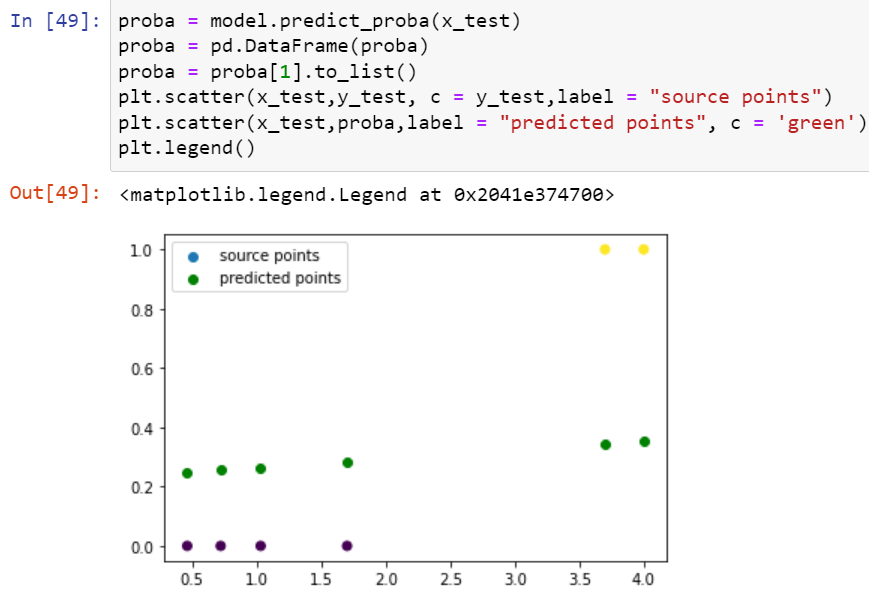 In [49]: proba = model.predict_proba(x_test)
proba = pd.DataFrame(proba)
proba = proba[1].to_list()
plt.scatter(x_test,y_test, c = y_test,label = "source points")
plt.scatter(x_test,proba,label = "predicted points", c = 'green')
plt.legend()
Out[49]: <matplotlib.legend.Legend at 0x2041e374700>
source points
predicted points
1.0
0.8
0.6
0.4
0.2
0.0
0.5 1.0 1.5 2.0 2.5 3.0 3.5 4.0